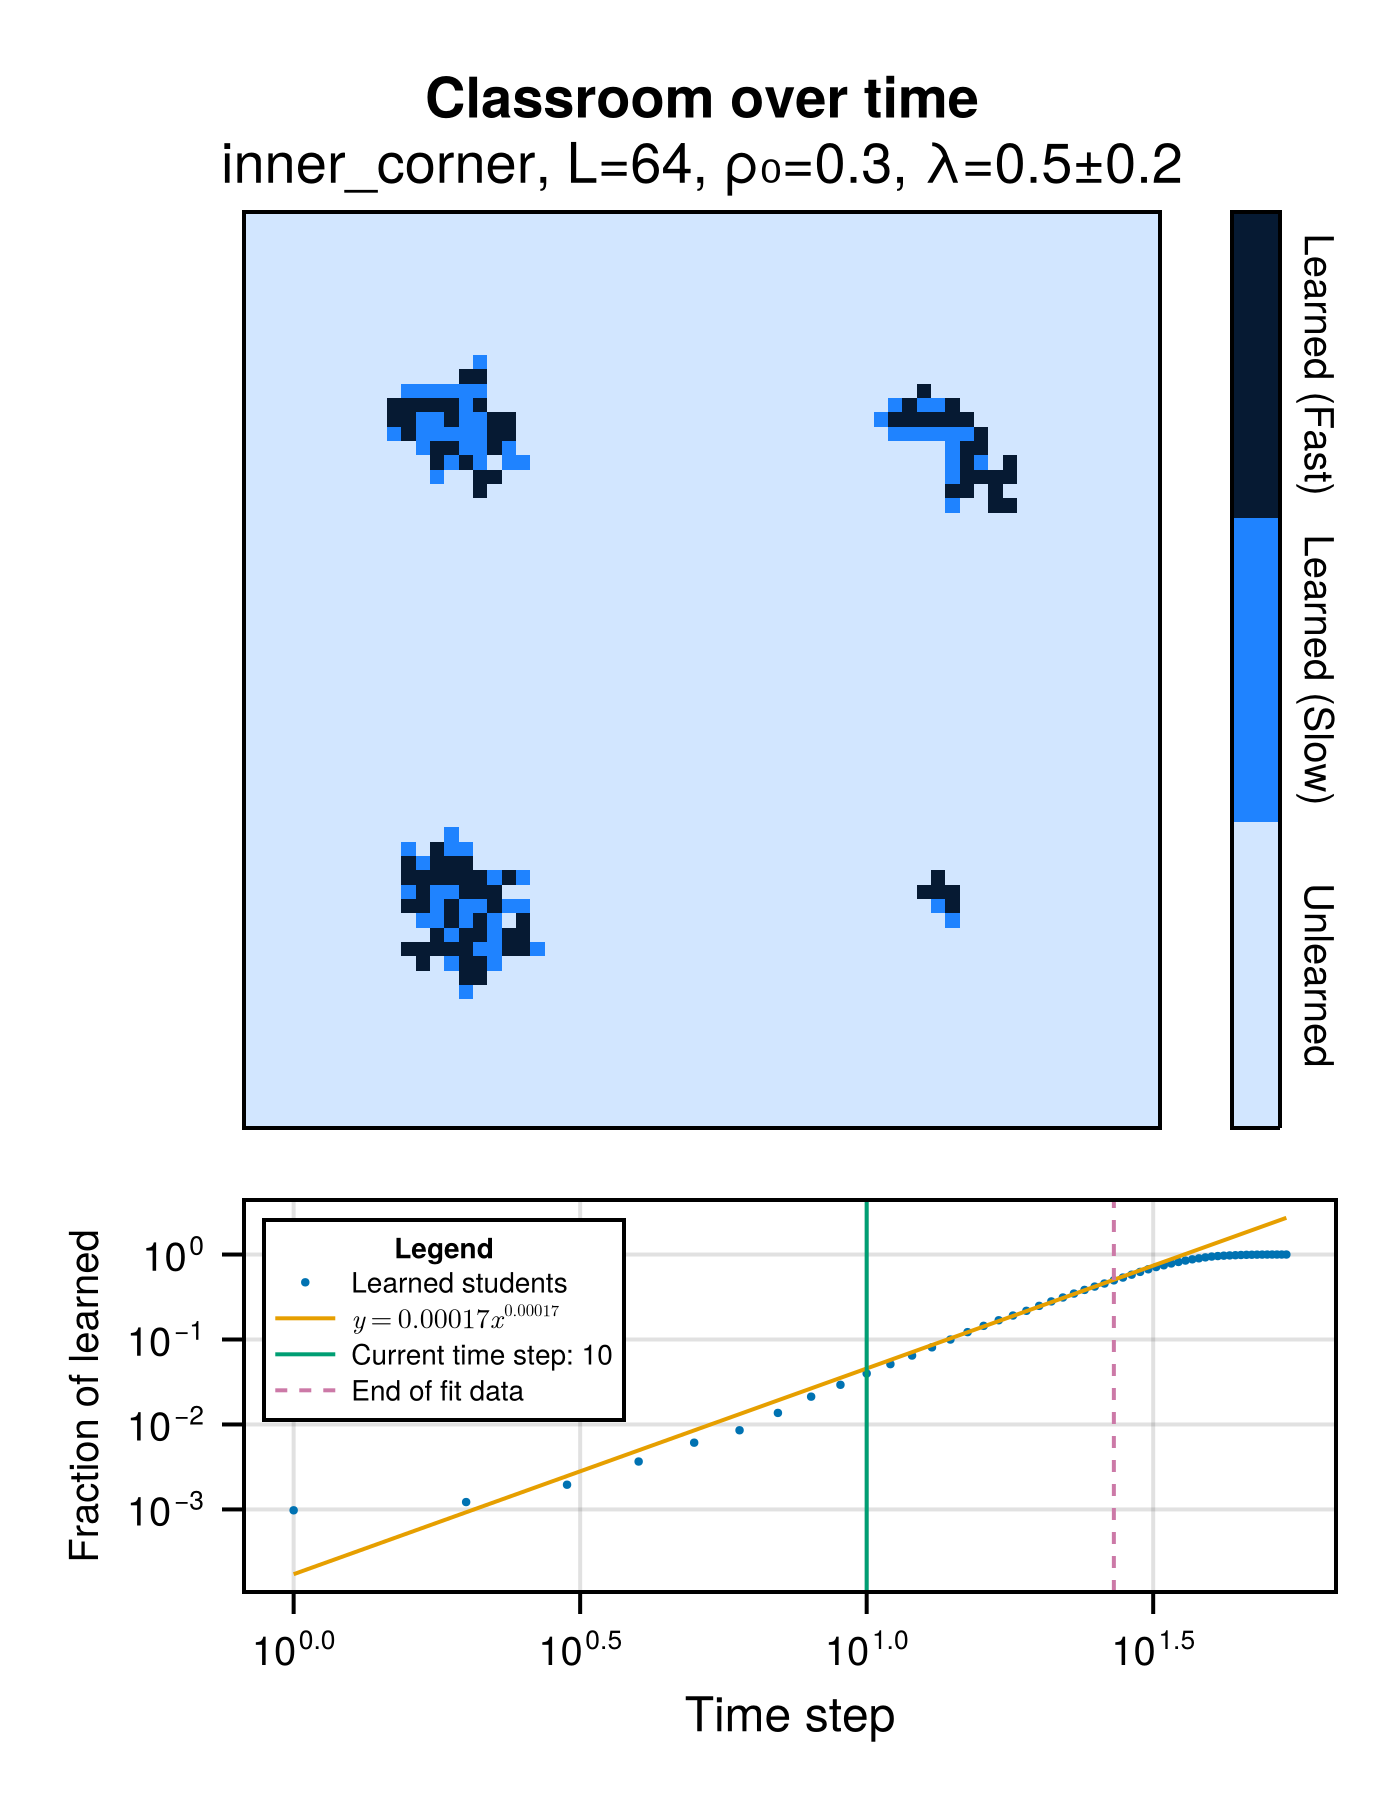 Classroom over time
inner_corner, L=64, ρ₀=0.3, λ=0.5±0.2
Learned (Fast)
Learned (Slow)
Unlearned
Fraction of learned
10⁰
10⁻¹
10⁻²
10⁻³
Legend
Learned students
y = 0.00017x^0.00017
Current time step: 10
End of fit data
10^0.0
10^0.5
10^1.0
10^1.5
Time step